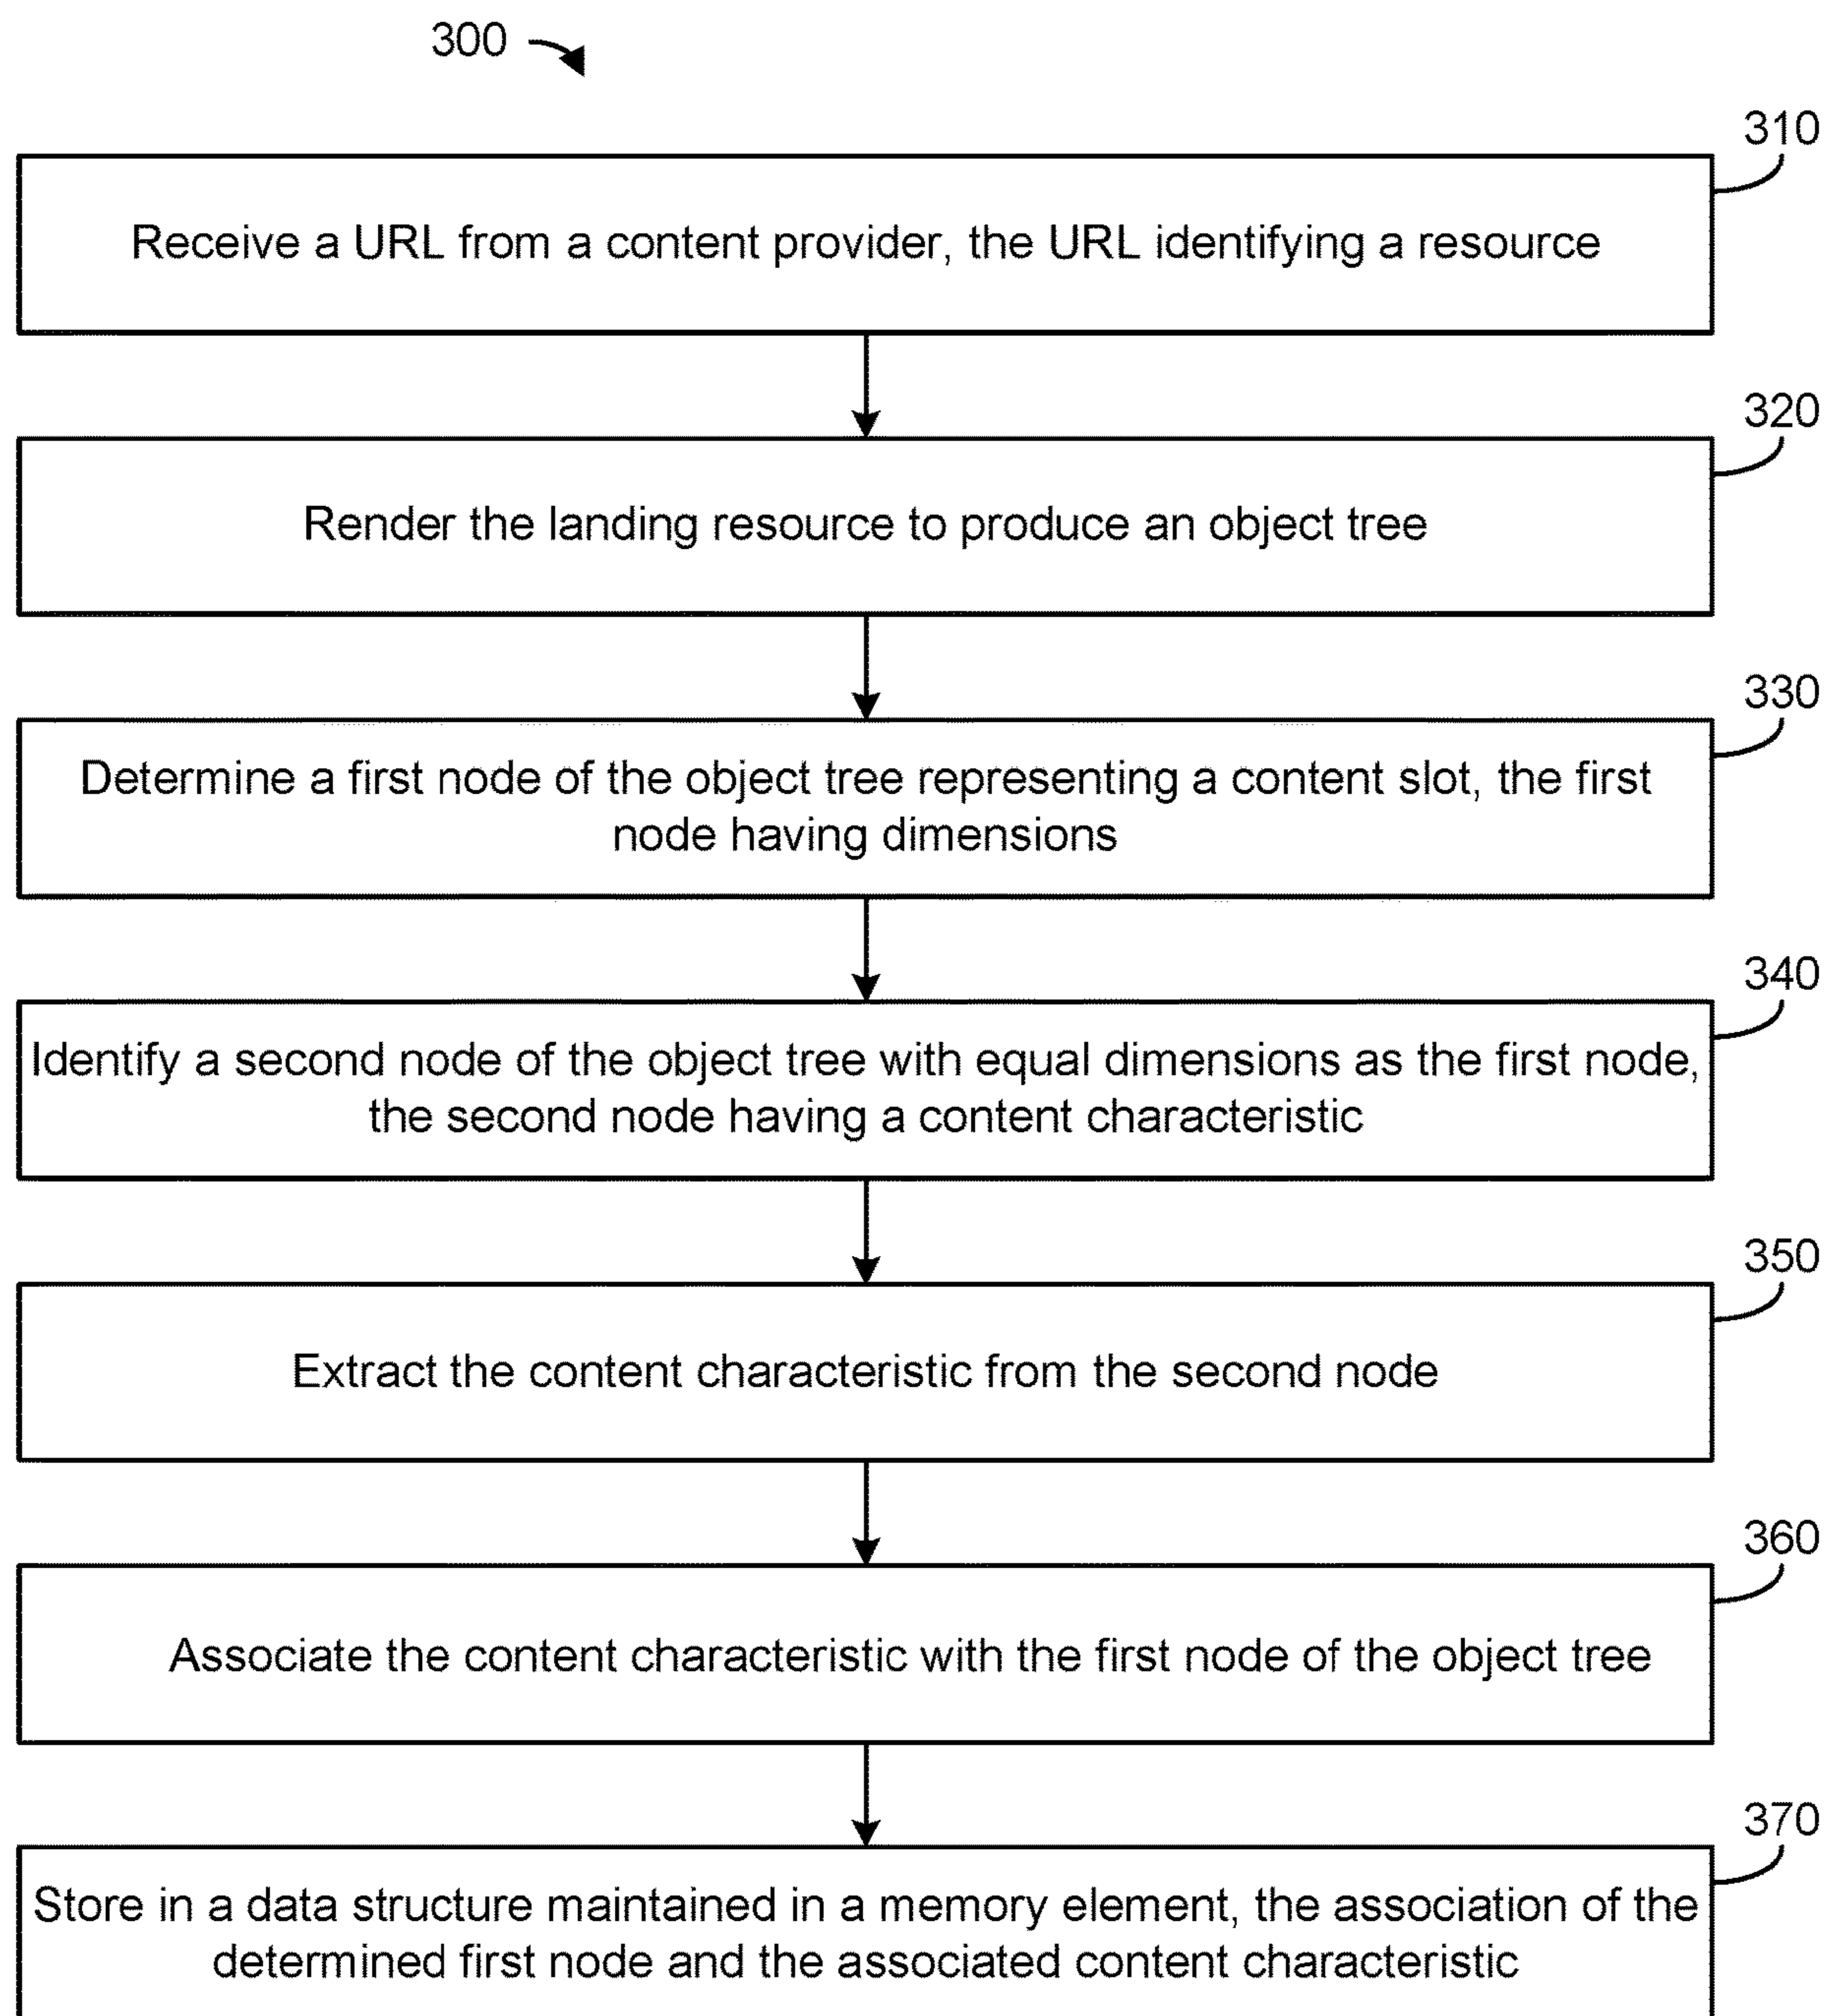 300
310
Receive a URL from a content provider, the URL identifying a resource
320
Render the landing resource to produce an object tree
330
Determine a first node of the object tree representing a content slot, the first
node having dimensions
340
Identify a second node of the object tree with equal dimensions as the first node,
the second node having a content characteristic
350
Extract the content characteristic from the second node
360
Associate the content characteristic with the first node of the object tree
370
Store in a data structure maintained in a memory element, the association of the
determined first node and the associated content characteristic